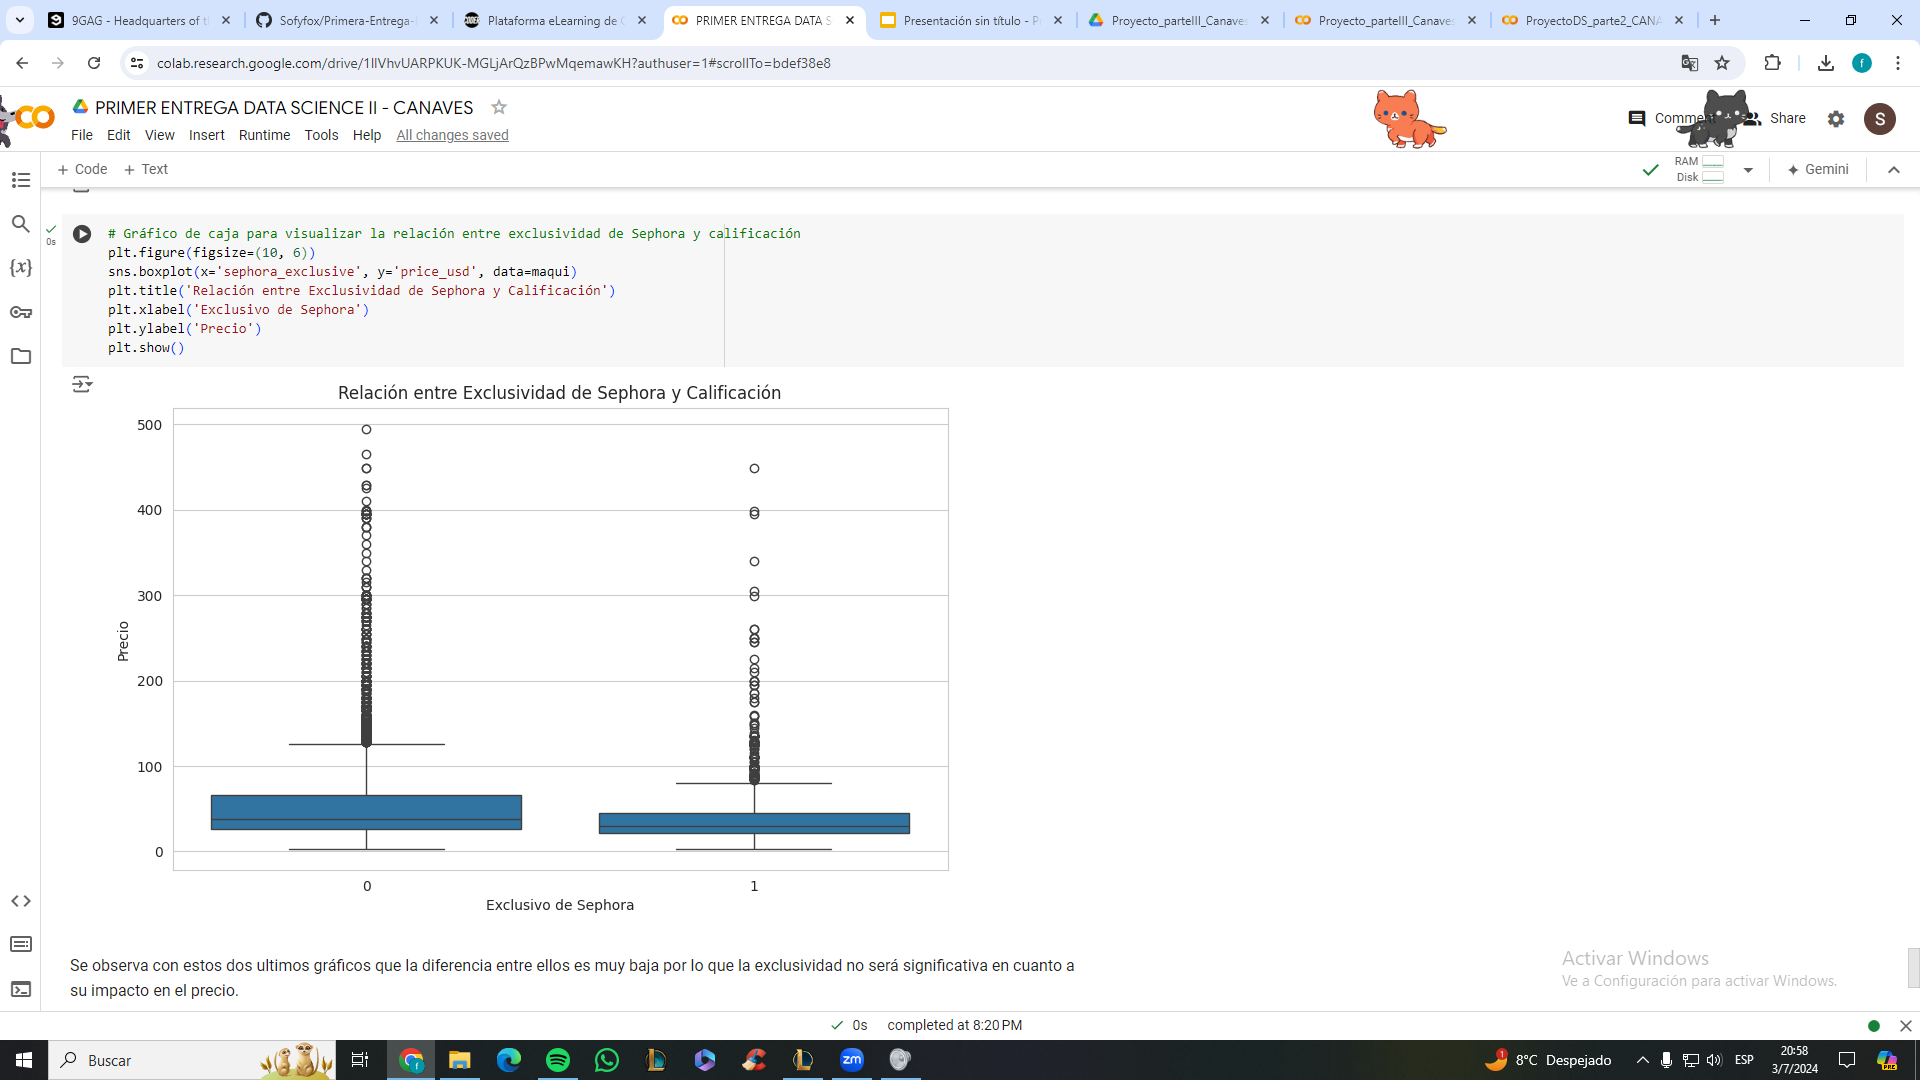 9GAG - Headquarters of t
Sofyfox/Primera-Entrega-
Plataforma eLearning de
PRIMER ENTREGA DATA S
Presentación sin título - P
Proyecto_parteIII_Canaves
Proyecto_parteIII_Canave
ProyectoDS_parte2_CANA
colab.research.google.com/drive/1IIVhvUARPKUK-MGLjArQzBPwMqemawKH?authuser=1#scrollTo=bdef38e8
f
PRIMER ENTREGA DATA SCIENCE II - CANAVES
File Edit View Insert Runtime Tools Help All changes saved
Comment
Share
S
+ Code + Text
RAM
Disk
Gemini
0s
# Gráfico de caja para visualizar la relación entre exclusividad de Sephora y calificación
plt.figure(figsize=(10, 6))
sns.boxplot(x='sephora_exclusive', y='price_usd', data=maqui)
plt.title('Relación entre Exclusividad de Sephora y Calificación')
plt.xlabel('Exclusivo de Sephora')
plt.ylabel('Precio')
plt.show()
Relación entre Exclusividad de Sephora y Calificación
500
400
300
200
100
0
Precio
0 1
Exclusivo de Sephora
Se observa con estos dos ultimos gráficos que la diferencia entre ellos es muy baja por lo que la exclusividad no será significativa en cuanto a
su impacto en el precio.
Activar Windows
Ve a Configuración para activar Windows.
0s completed at 8:20 PM
Buscar
zm
1
8°C Despejado
ESP
20:58
3/7/2024